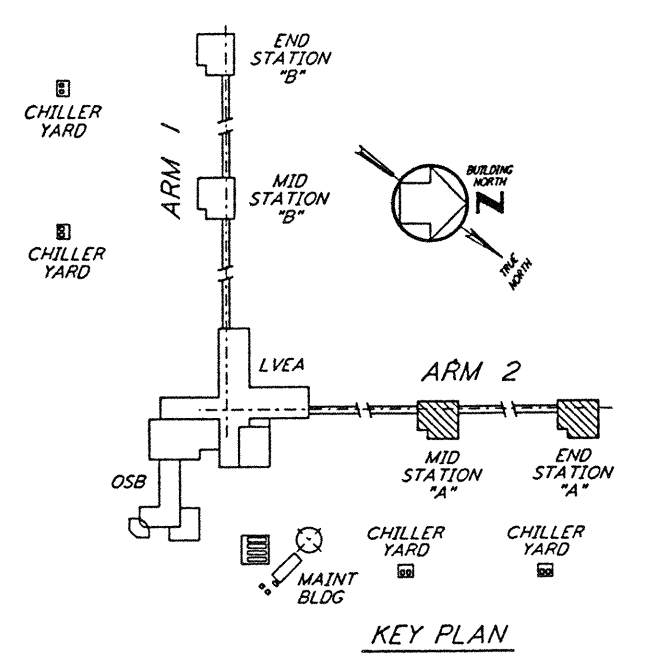 END
STATION
"B"
CHILLER
YARD
ARM 1
MID
STATION
"B"
BUILDING
NORTH
N
CHILLER
YARD
TRUE
NORTH
LVEA
ARM 2
MID
STATION
"A"
END
STATION
"A"
OSB
CHILLER
YARD
CHILLER
YARD
MAINT
BLDG
KEY PLAN